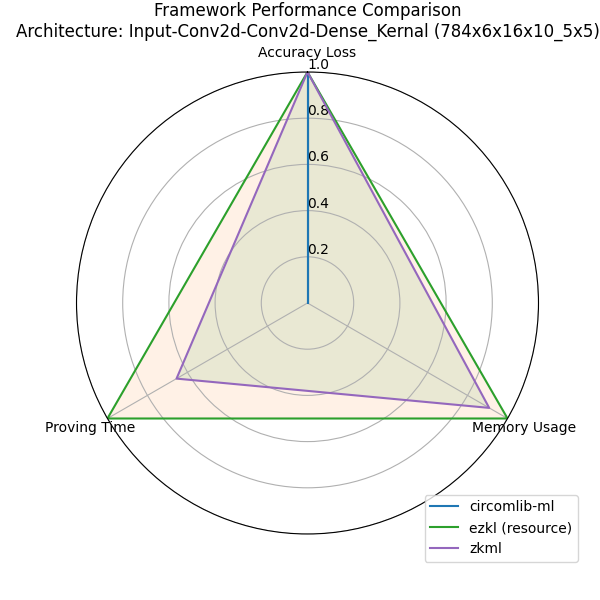 Framework Performance Comparison
Architecture: Input-Conv2d-Conv2d-Dense_Kernal (784x6x16x10_5x5)
Accuracy Loss
1.0
0.8
0.6
0.4
0.2
Proving Time
Memory Usage
circomlib-ml
ezkl (resource)
zkml